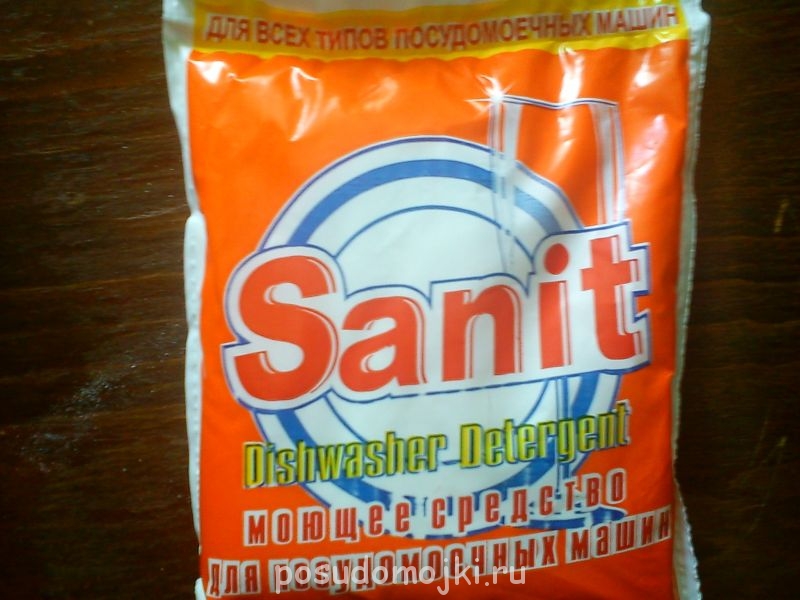 ДЛЯ ВСЕХ ТИПОВ ПОСУДОМОЕЧНЫХ МАШИН
Sanit
Dishwasher Detergent
моющее средство
для посудомоечных машин
posudomojki.ru